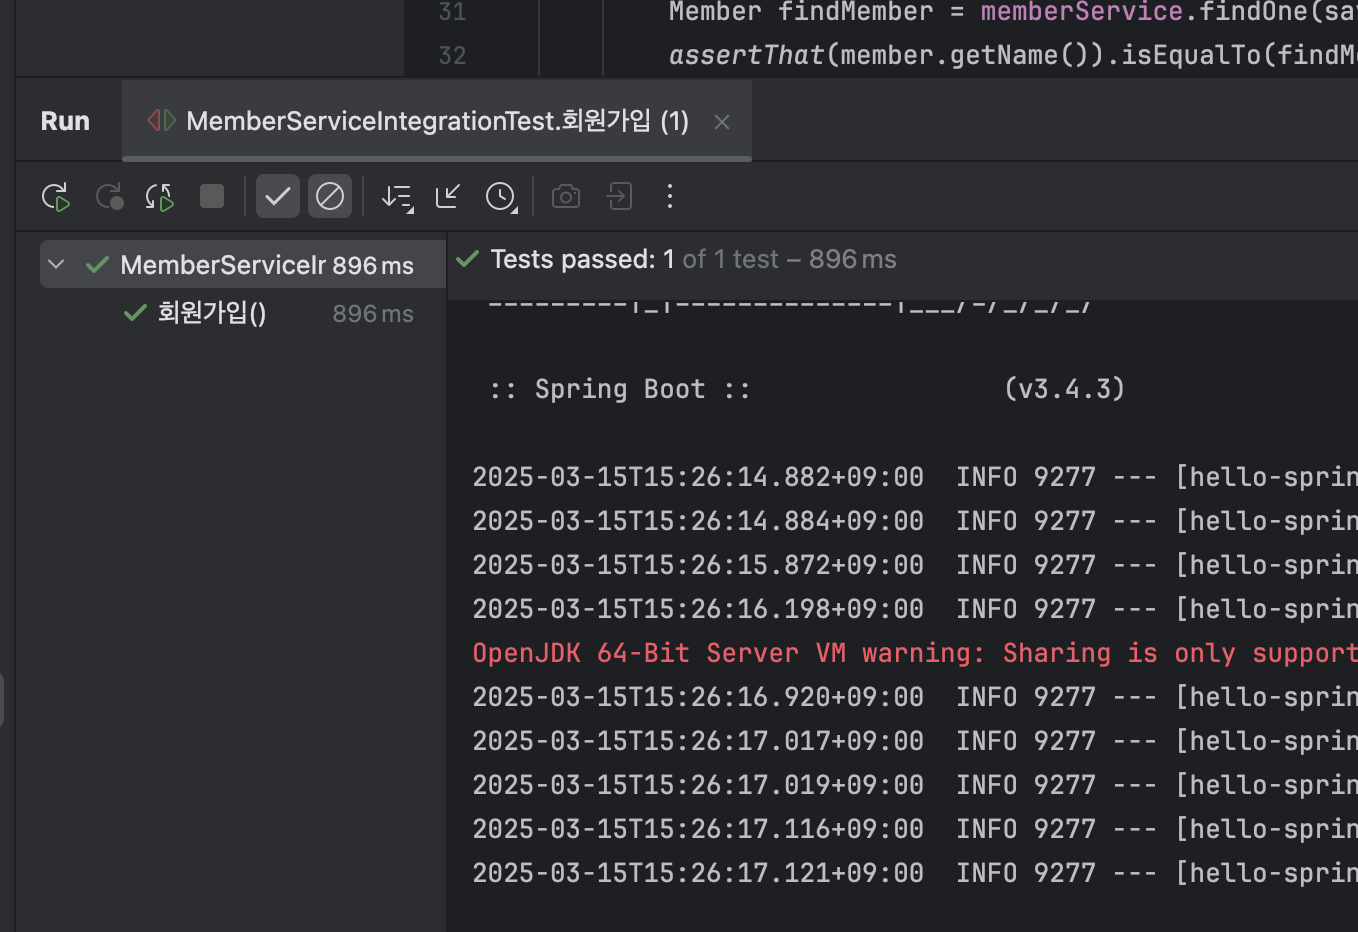 31 Member findMember = memberService.findOne(sa
32 assertThat(member.getName()).isEqualTo(findM
Run MemberServiceIntegrationTest.회원가입 (1)
MemberServiceIr 896 ms
회원가입() 896 ms
Tests passed: 1 of 1 test – 896 ms
:: Spring Boot :: (v3.4.3)
2025-03-15T15:26:14.882+09:00 INFO 9277 --- [hello-sprin
2025-03-15T15:26:14.884+09:00 INFO 9277 --- [hello-sprin
2025-03-15T15:26:15.872+09:00 INFO 9277 --- [hello-sprin
2025-03-15T15:26:16.198+09:00 INFO 9277 --- [hello-sprin
OpenJDK 64-Bit Server VM warning: Sharing is only support
2025-03-15T15:26:16.920+09:00 INFO 9277 --- [hello-sprin
2025-03-15T15:26:17.017+09:00 INFO 9277 --- [hello-sprin
2025-03-15T15:26:17.019+09:00 INFO 9277 --- [hello-sprin
2025-03-15T15:26:17.116+09:00 INFO 9277 --- [hello-sprin
2025-03-15T15:26:17.121+09:00 INFO 9277 --- [hello-sprin